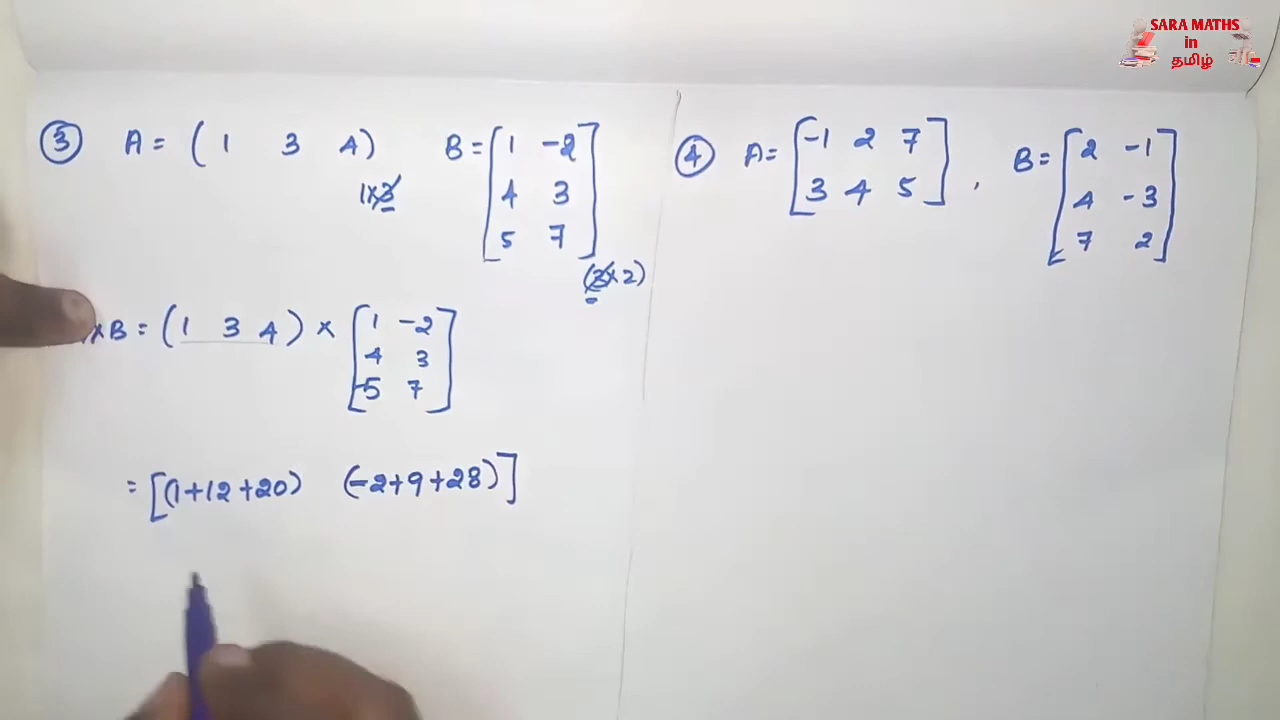 SARA MATHS
in
தமிழ்
③ A = ( 1 3 4 ) B = [ 1 -2
4 3
5 7 ]
1×3
(3×2)
×B = ( 1 3 4 ) × [ 1 -2
4 3
5 7 ]
= [(1+12+20) (-2+9+28)]
④ A = [ -1 2 7
3 4 5 ] , B = [ 2 -1
4 -3
7 2 ]